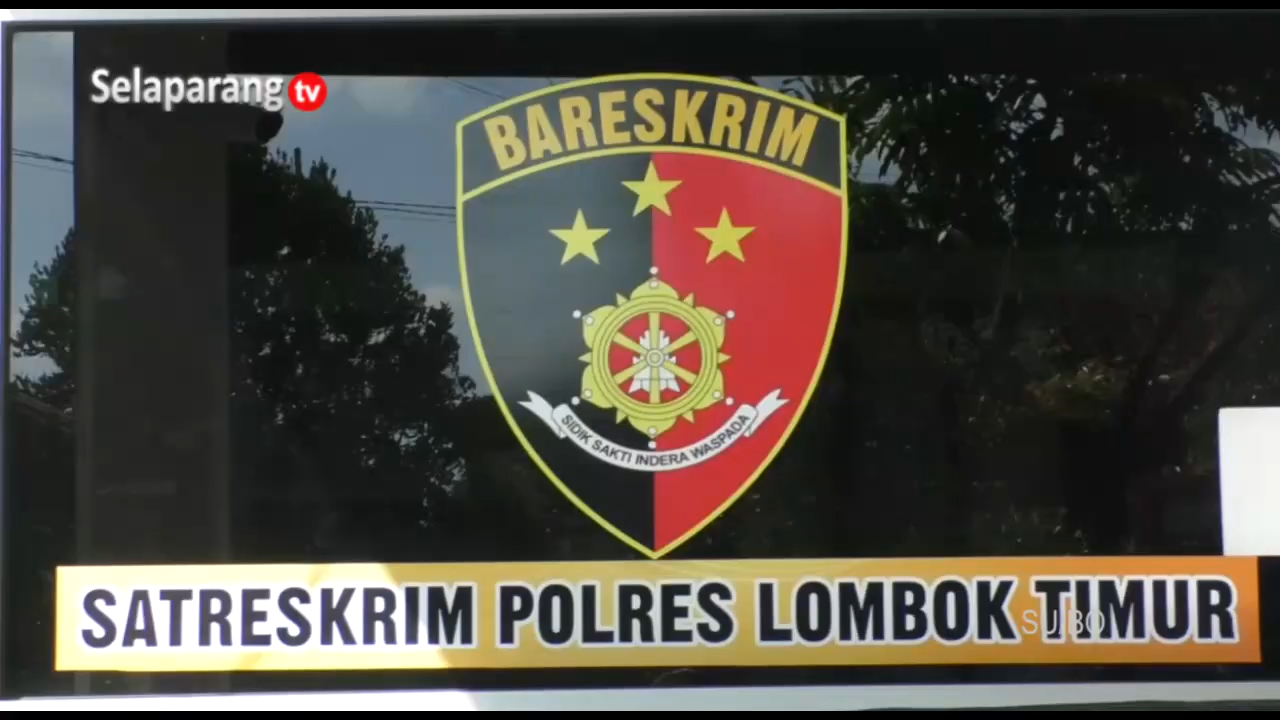 Selaparang tv
BARESKRIM
SIDIK SAKTI INDERA WASPADA
SATRESKRIM POLRES LOMBOK TIMUR